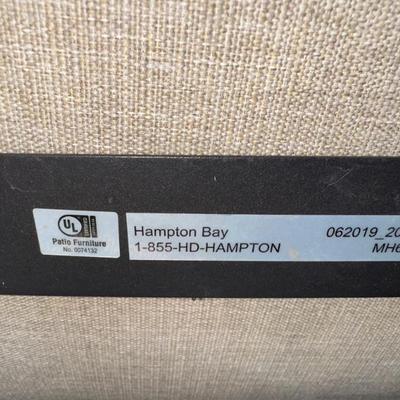 UL
Patio Furniture
No. 0074132
Hampton Bay 062019_20
1-855-HD-HAMPTON MH6